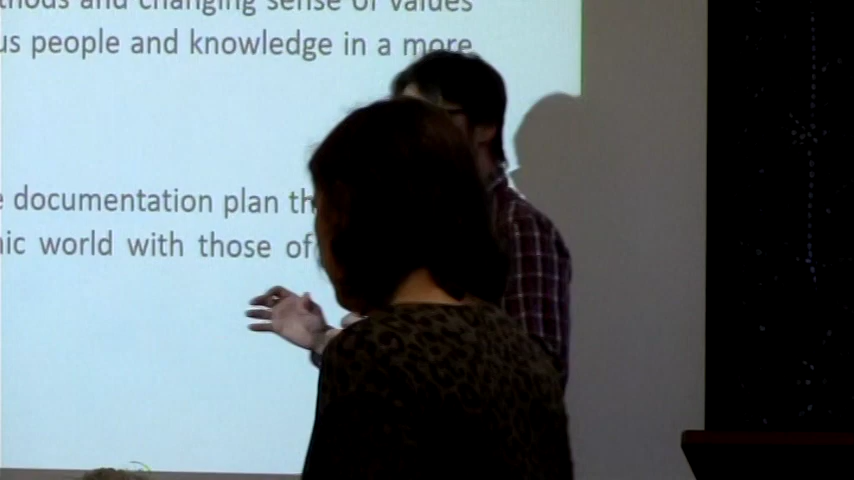 thods and changing sense of values
us people and knowledge in a more
e documentation plan th
ic world with those of